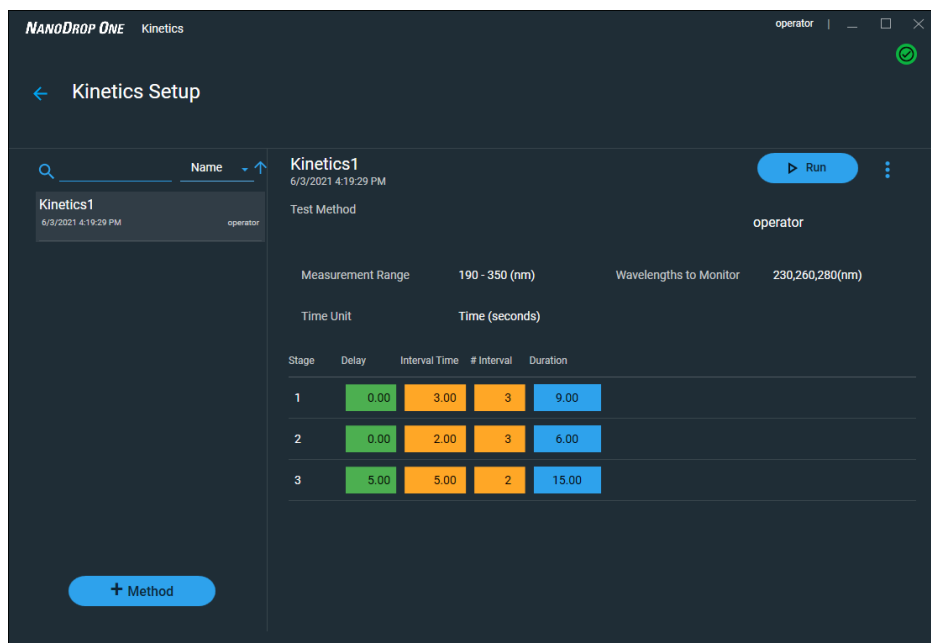 NanoDrop One Kinetics operator |
Kinetics Setup
Name
Kinetics1
6/3/2021 4:19:29 PM operator
+ Method
Kinetics1
6/3/2021 4:19:29 PM
Run
Test Method
operator
Measurement Range 190 - 350 (nm) Wavelengths to Monitor 230,260,280(nm)
Time Unit Time (seconds)
Stage Delay Interval Time # Interval Duration
1 0.00 3.00 3 9.00
2 0.00 2.00 3 6.00
3 5.00 5.00 2 15.00